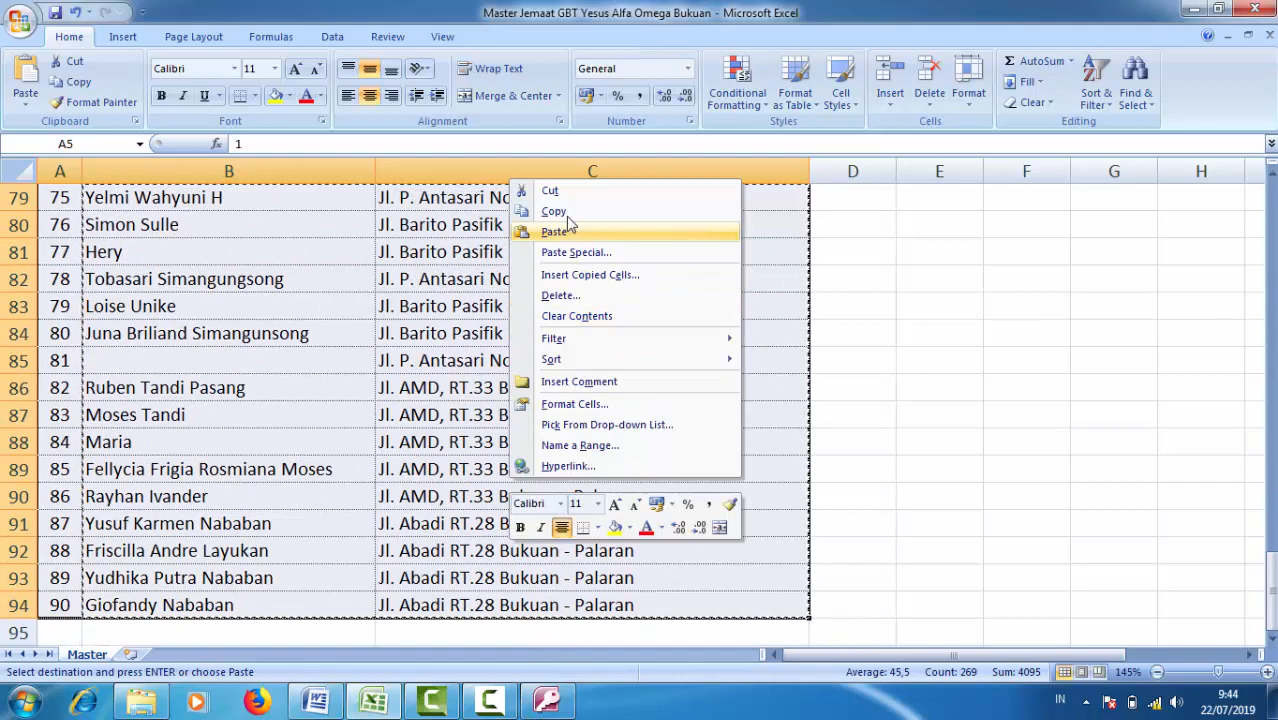 Master Jemaat GBT Yesus Alfa Omega Bukuan - Microsoft Excel
Home Insert Page Layout Formulas Data Review View
Paste
Cut
Copy
Format Painter
Clipboard
Calibri 11
B I U A
Font
Wrap Text
Merge & Center
Alignment
General
% ,
Number
Conditional Formatting
Format as Table
Cell Styles
Styles
Insert Delete Format
Cells
AutoSum
Fill
Clear
Sort & Filter
Find & Select
Editing
A5 fx 1
A B C D E F G H
79 75 Yelmi Wahyuni H Jl. P. Antasari No
80 76 Simon Sulle Jl. Barito Pasifik
81 77 Hery Jl. Barito Pasifik
82 78 Tobasari Simangungsong Jl. P. Antasari No
83 79 Loise Unike Jl. Barito Pasifik
84 80 Juna Briliand Simangunsong Jl. Barito Pasifik
85 81 Jl. P. Antasari No
86 82 Ruben Tandi Pasang Jl. AMD, RT.33 B
87 83 Moses Tandi Jl. AMD, RT.33 B
88 84 Maria Jl. AMD, RT.33 B
89 85 Fellycia Frigia Rosmiana Moses Jl. AMD, RT.33 B
90 86 Rayhan Ivander Jl. AMD, RT.33 Bukuan - Palaran
91 87 Yusuf Karmen Nababan Jl. Abadi RT.28 B
92 88 Friscilla Andre Layukan Jl. Abadi RT.28 Bukuan - Palaran
93 89 Yudhika Putra Nababan Jl. Abadi RT.28 Bukuan - Palaran
94 90 Giofandy Nababan Jl. Abadi RT.28 Bukuan - Palaran
95
Cut
Copy
Paste
Paste Special...
Insert Copied Cells...
Delete...
Clear Contents
Filter
Sort
Insert Comment
Format Cells...
Pick From Drop-down List...
Name a Range...
Hyperlink...
Calibri 11 A A % ,
B I A
Master
Select destination and press ENTER or choose Paste Average: 45,5 Count: 269 Sum: 4095 145%
IN 9:44
22/07/2019